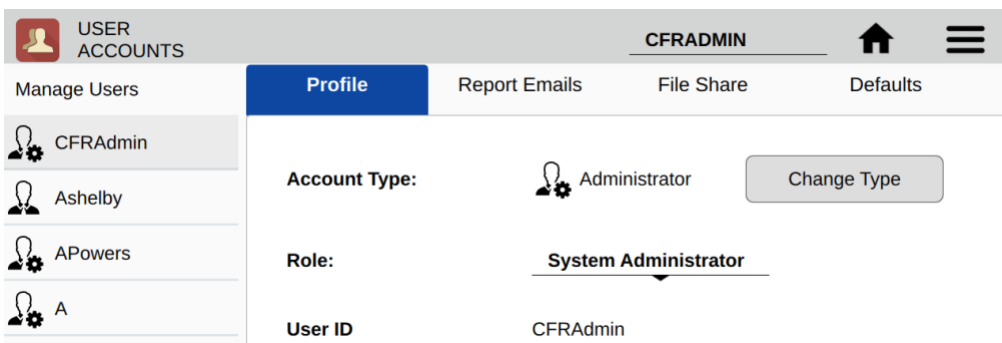 USER
ACCOUNTS
CFRADMIN
Manage Users
Profile
Report Emails
File Share
Defaults
CFRAdmin
Ashelby
APowers
A
Account Type:
Administrator
Change Type
Role:
System Administrator
User ID
CFRAdmin